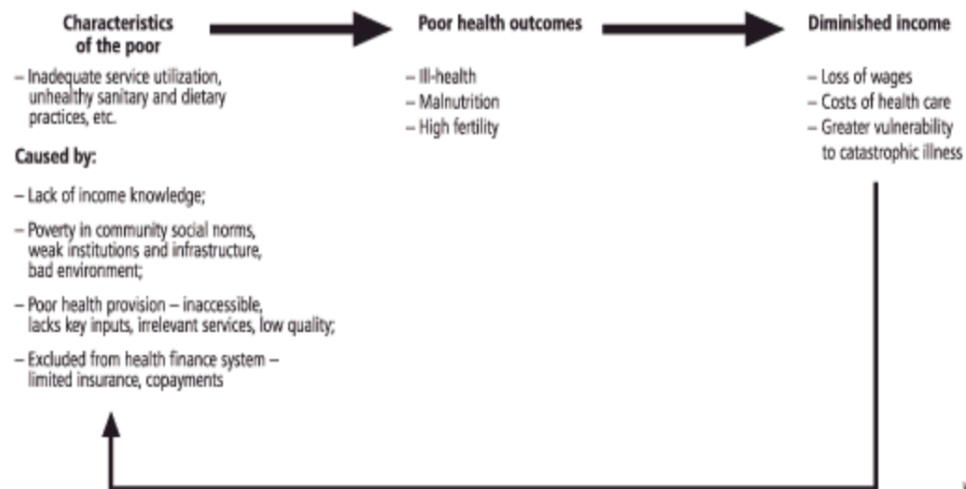 Characteristics
of the poor
– Inadequate service utilization,
unhealthy sanitary and dietary
practices, etc.
Caused by:
– Lack of income knowledge;
– Poverty in community social norms,
weak institutions and infrastructure,
bad environment;
– Poor health provision – inaccessible,
lacks key inputs, irrelevant services, low quality;
– Excluded from health finance system –
limited insurance, copayments
Poor health outcomes
– Ill-health
– Malnutrition
– High fertility
Diminished income
– Loss of wages
– Costs of health care
– Greater vulnerability
to catastrophic illness